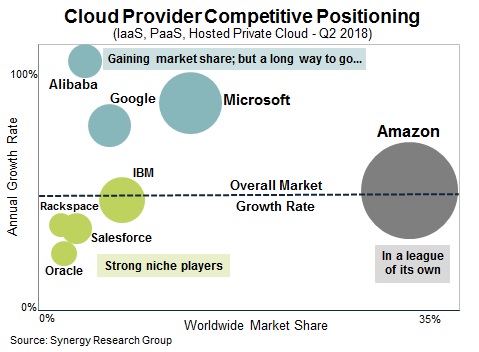 Cloud Provider Competitive Positioning
(IaaS, PaaS, Hosted Private Cloud - Q2 2018)
100%
Gaining market share; but a long way to go...
Alibaba
Google
Microsoft
Amazon
IBM
Overall Market
Growth Rate
Rackspace
Salesforce
Oracle
Strong niche players
In a league
of its own
Annual Growth Rate
0%
0%
35%
Worldwide Market Share
Source: Synergy Research Group